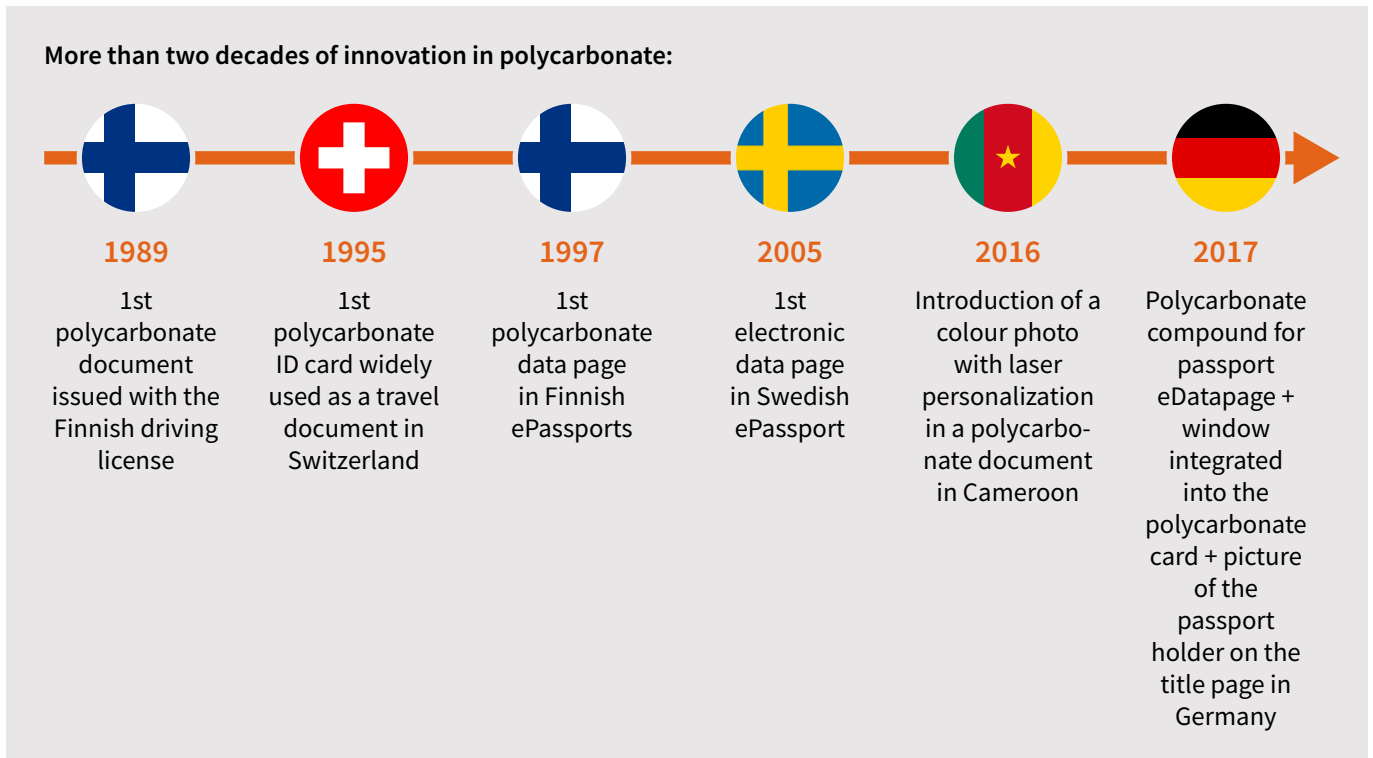 More than two decades of innovation in polycarbonate:
1989
1st
polycarbonate
document
issued with the
Finnish driving
license
1995
1st
polycarbonate
ID card widely
used as a travel
document in
Switzerland
1997
1st
polycarbonate
data page
in Finnish
ePassports
2005
1st
electronic
data page
in Swedish
ePassport
2016
Introduction of a
colour photo
with laser
personalization
in a polycarbo-
nate document
in Cameroon
2017
Polycarbonate
compound for
passport
eDatapage +
window
integrated
into the
polycarbonate
card + picture
of the
passport
holder on the
title page in
Germany